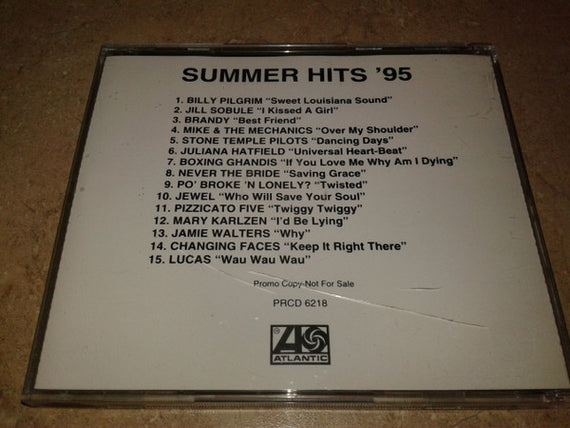 SUMMER HITS '95
1. BILLY PILGRIM "Sweet Louisiana Sound"
2. JILL SOBULE "I Kissed A Girl"
3. BRANDY "Best Friend"
4. MIKE & THE MECHANICS "Over My Shoulder"
5. STONE TEMPLE PILOTS "Dancing Days"
6. JULIANA HATFIELD "Universal Heart-Beat"
7. BOXING GHANDIS "If You Love Me Why Am I Dying"
8. NEVER THE BRIDE "Saving Grace"
9. PO' BROKE 'N LONELY? "Twisted"
10. JEWEL "Who Will Save Your Soul"
11. PIZZICATO FIVE "Twiggy Twiggy"
12. MARY KARLZEN "I'd Be Lying"
13. JAMIE WALTERS "Why"
14. CHANGING FACES "Keep It Right There"
15. LUCAS "Wau Wau Wau"
Promo Copy-Not For Sale
PRCD 6218
ATLANTIC